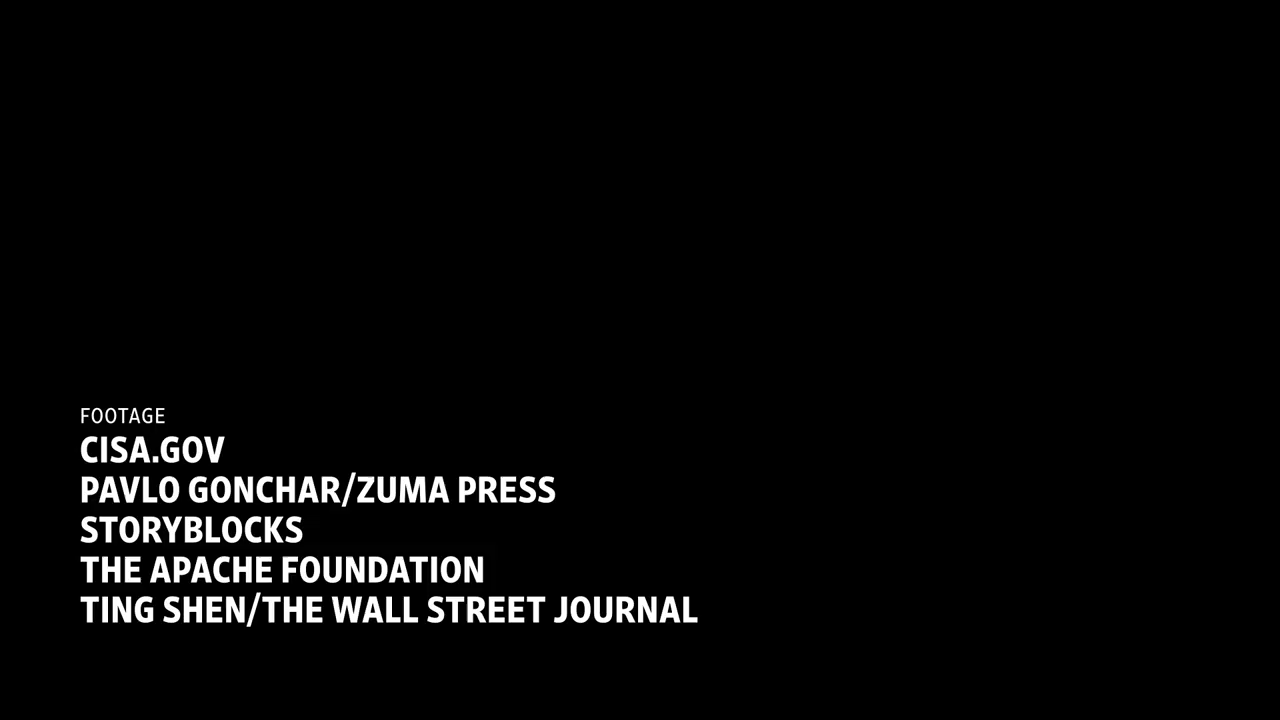 FOOTAGE
CISA.GOV
PAVLO GONCHAR/ZUMA PRESS
STORYBLOCKS
THE APACHE FOUNDATION
TING SHEN/THE WALL STREET JOURNAL